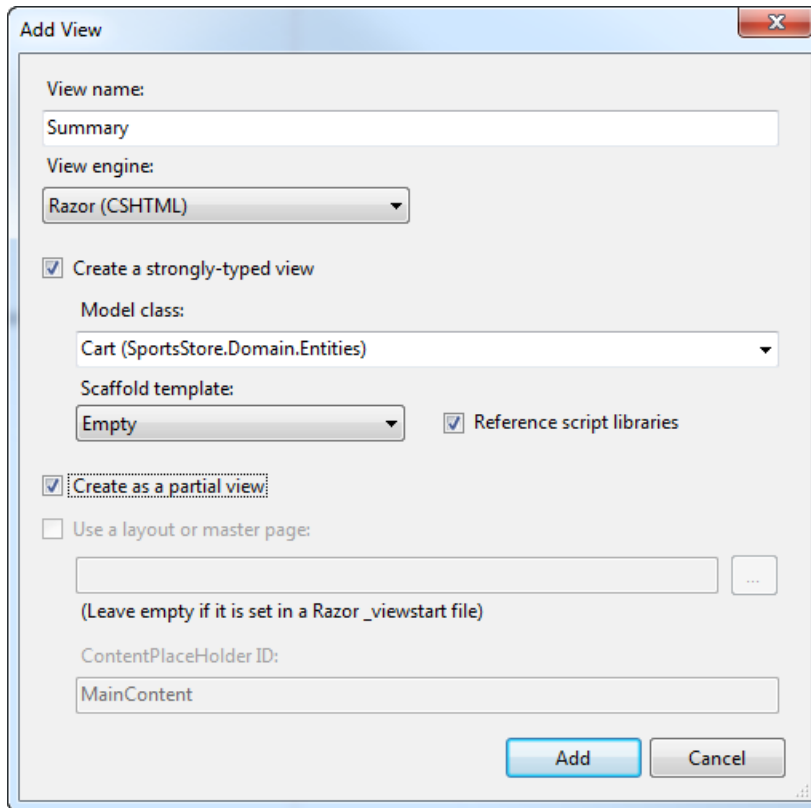 Add View
View name:
Summary
View engine:
Razor (CSHTML)
Create a strongly-typed view
Model class:
Cart (SportsStore.Domain.Entities)
Scaffold template:
Empty
Reference script libraries
Create as a partial view
Use a layout or master page:
...
(Leave empty if it is set in a Razor _viewstart file)
ContentPlaceHolder ID:
MainContent
Add
Cancel